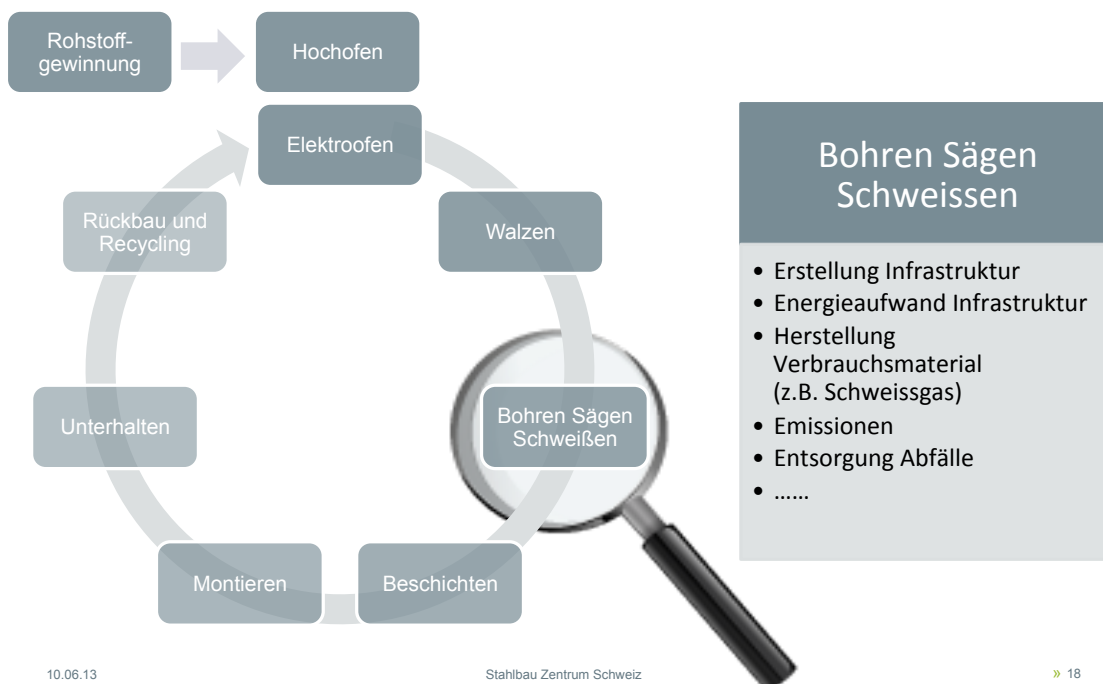 Rohstoff-
gewinnung
Hochofen
Elektroofen
Rückbau und
Recycling
Walzen
Unterhalten
Bohren Sägen
Schweißen
Montieren
Beschichten
Bohren Sägen
Schweissen
• Erstellung Infrastruktur
• Energieaufwand Infrastruktur
• Herstellung
Verbrauchsmaterial
(z.B. Schweissgas)
• Emissionen
• Entsorgung Abfälle
• ......
10.06.13
Stahlbau Zentrum Schweiz
» 18